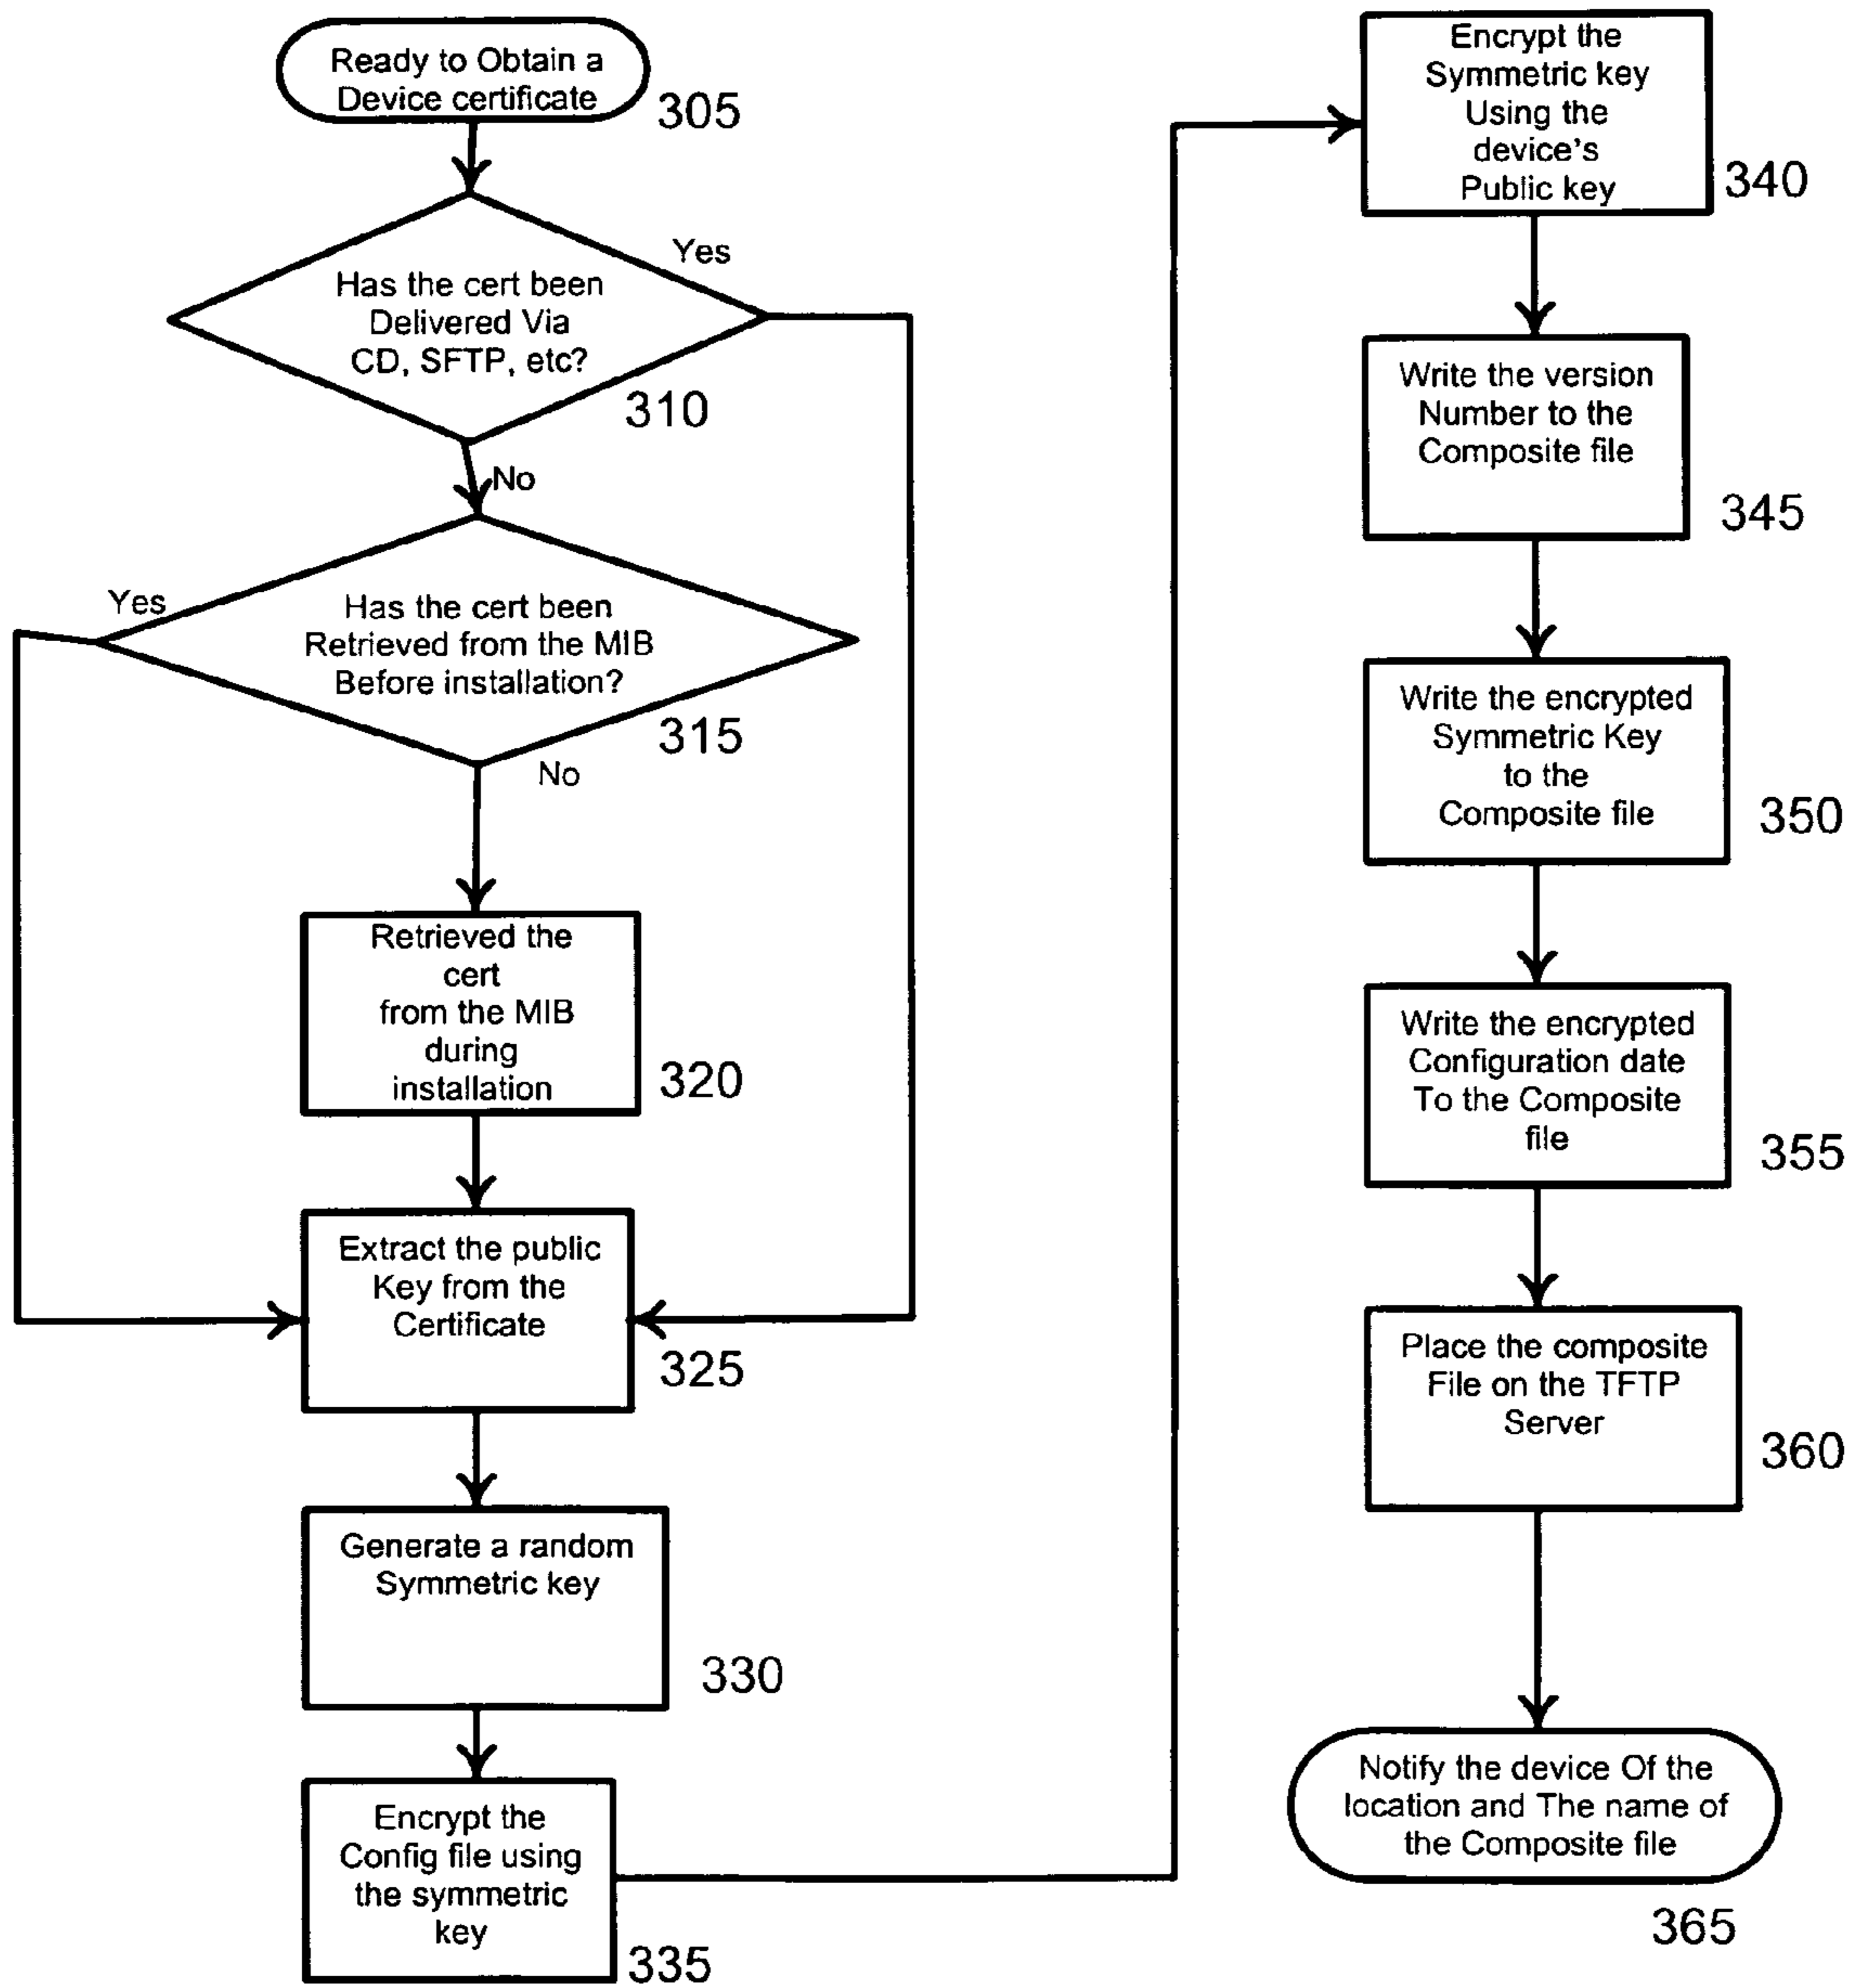 Ready to Obtain a
Device certificate
305
Yes
Has the cert been
Delivered Via
CD, SFTP, etc?
310
No
Yes
Has the cert been
Retrieved from the MIB
Before installation?
315
No
Retrieved the
cert
from the MIB
during
installation
320
Extract the public
Key from the
Certificate
325
Generate a random
Symmetric key
330
Encrypt the
Config file using
the symmetric
key
335
Encrypt the
Symmetric key
Using the
device's
Public key
340
Write the version
Number to the
Composite file
345
Write the encrypted
Symmetric Key
to the
Composite file
350
Write the encrypted
Configuration date
To the Composite
file
355
Place the composite
File on the TFTP
Server
360
Notify the device Of the
location and The name of
the Composite file
365